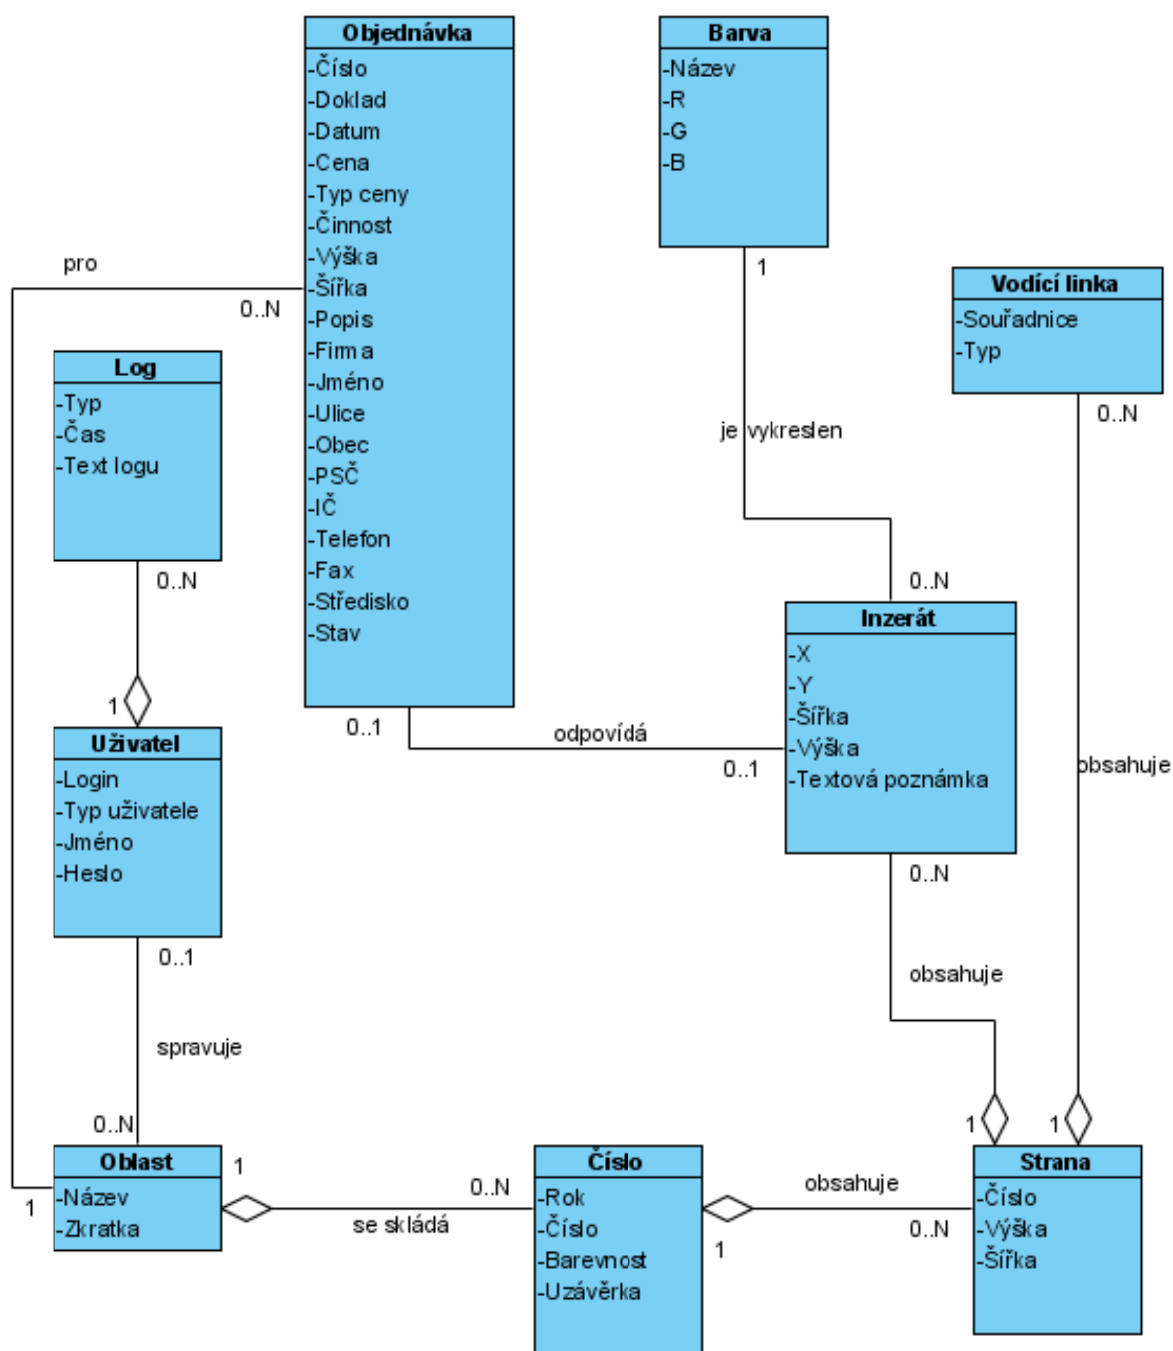 Objednávka
-Číslo
-Doklad
-Datum
-Cena
-Typ ceny
-Činnost
-Výška
-Šířka
-Popis
-Firma
-Jméno
-Ulice
-Obec
-PSČ
-IČ
-Telefon
-Fax
-Středisko
-Stav
Barva
-Název
-R
-G
-B
1
pro
0..N
Vodící linka
-Souřadnice
-Typ
0..N
Log
-Typ
-Čas
-Text logu
0..N
je vykreslen
0..N
Inzerát
-X
-Y
-Šířka
-Výška
-Textová poznámka
0..1
odpovídá
0..1
obsahuje
1
Uživatel
-Login
-Typ uživatele
-Jméno
-Heslo
0..1
0..N
obsahuje
spravuje
0..N
1
1
Oblast
-Název
-Zkratka
1
1
0..N
se skládá
Číslo
-Rok
-Číslo
-Barevnost
-Uzávěrka
obsahuje
1
0..N
Strana
-Číslo
-Výška
-Šířka